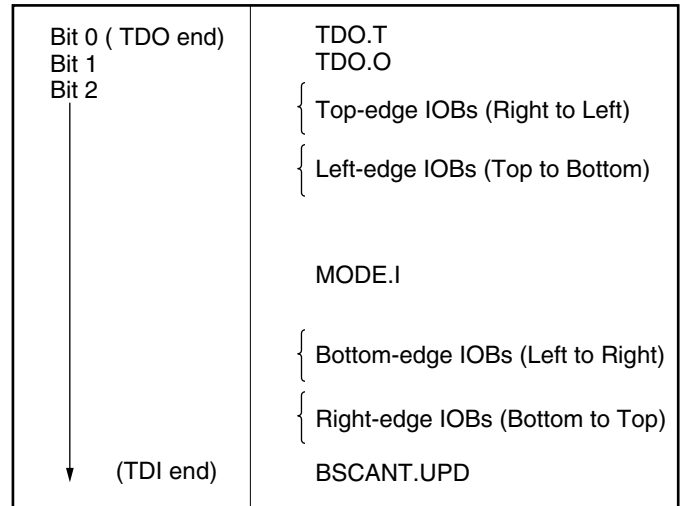 Bit 0 ( TDO end) TDO.T
Bit 1 TDO.O
Bit 2
Top-edge IOBs (Right to Left)
Left-edge IOBs (Top to Bottom)
MODE.I
Bottom-edge IOBs (Left to Right)
Right-edge IOBs (Bottom to Top)
(TDI end) BSCANT.UPD